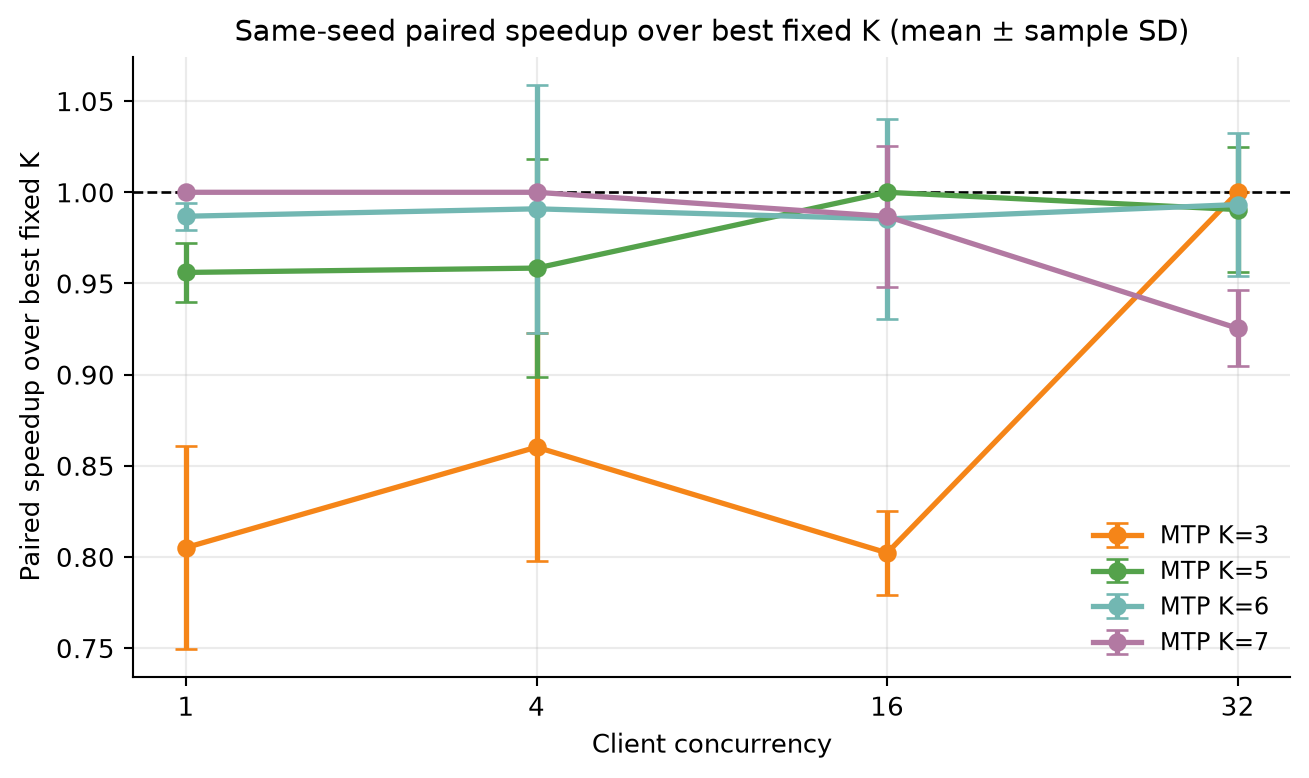 Same-seed paired speedup over best fixed K (mean ± sample SD)
Paired speedup over best fixed K
1.05
1.00
0.95
0.90
0.85
0.80
0.75
MTP K=3
MTP K=5
MTP K=6
MTP K=7
1 4 16 32
Client concurrency